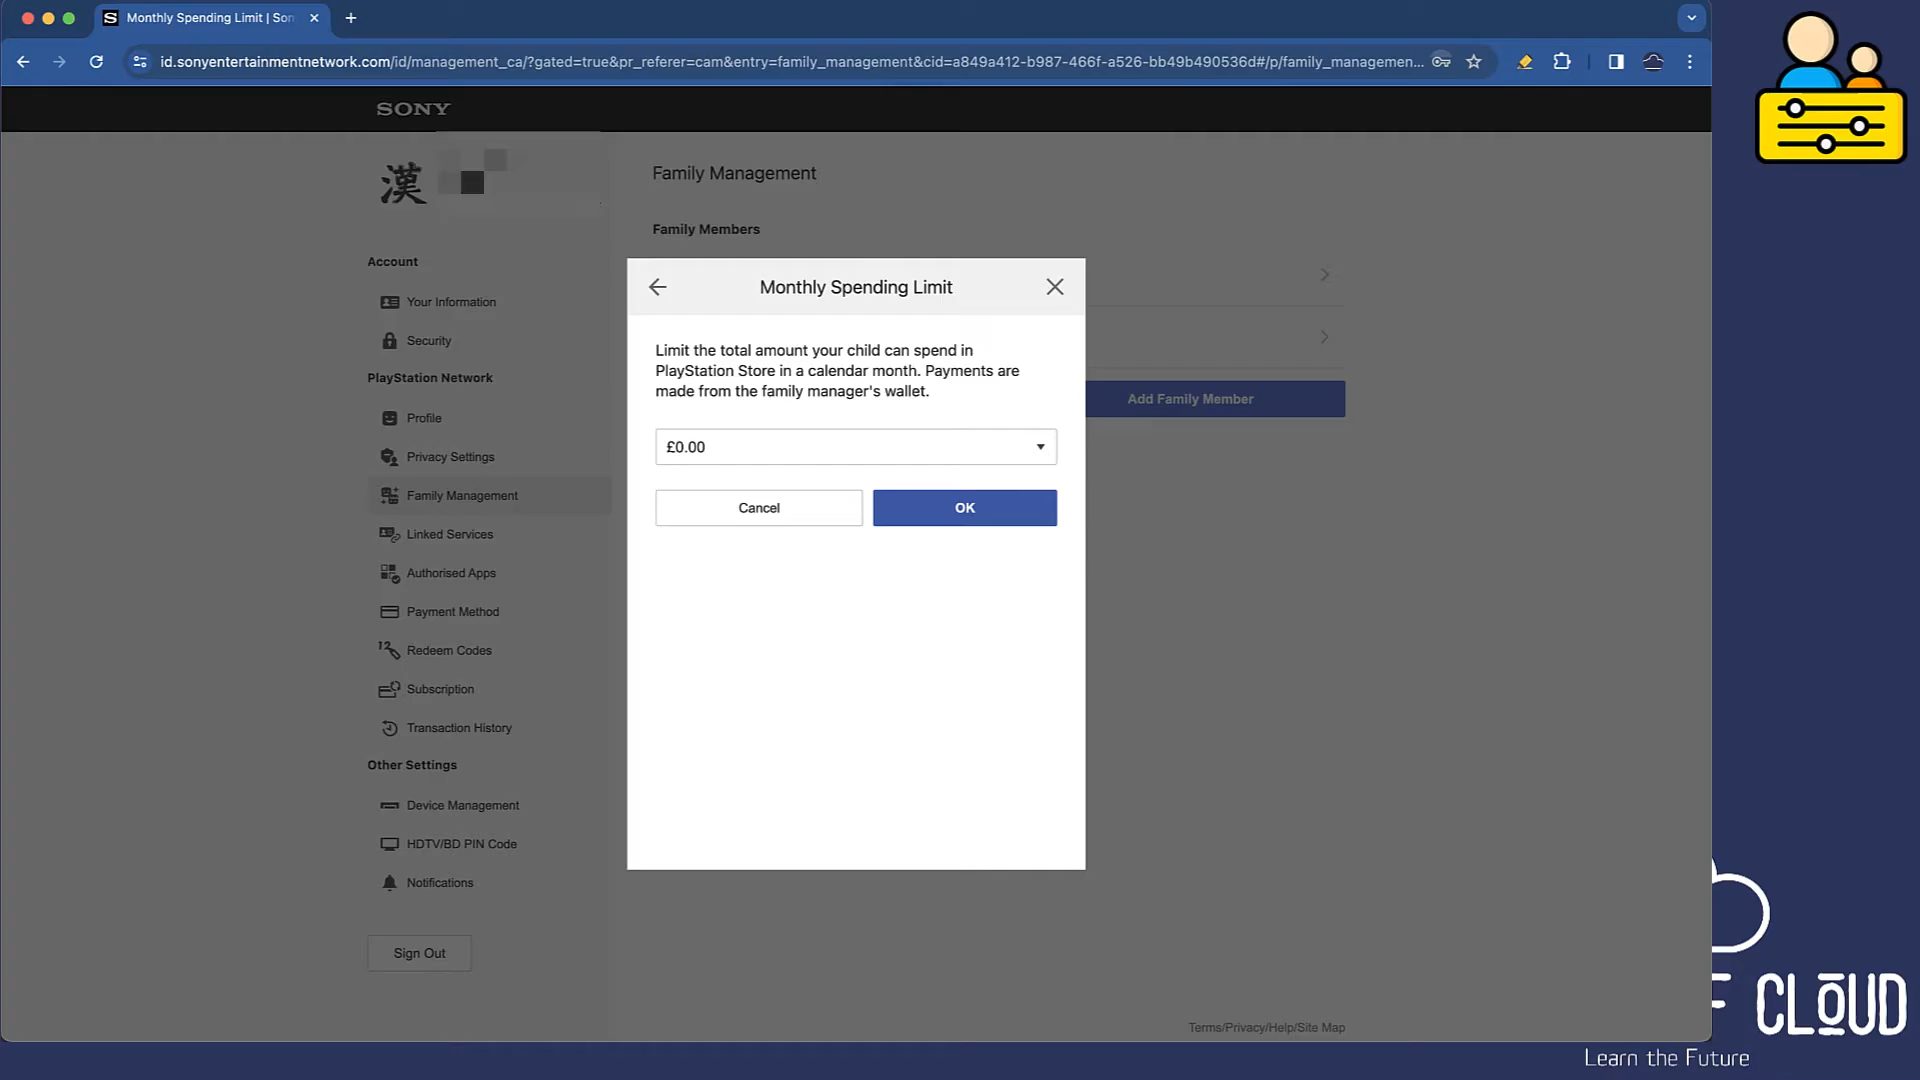 Monthly Spending Limit | Son
id.sonyentertainmentnetwork.com/id/management_ca/?gated=true&pr_referer=cam&entry=family_management&cid=a849a412-b987-466f-a526-bb49b490536d#/p/family_managemen...
SONY
漢
Account
Your Information
Security
PlayStation Network
Profile
Privacy Settings
Family Management
Linked Services
Authorised Apps
Payment Method
Redeem Codes
Subscription
Transaction History
Other Settings
Device Management
HDTV/BD PIN Code
Notifications
Sign Out
Family Management
Family Members
Add Family Member
Monthly Spending Limit
Limit the total amount your child can spend in
PlayStation Store in a calendar month. Payments are
made from the family manager's wallet.
£0.00
Cancel
OK
Terms/Privacy/Help/Site Map
F CLOUD
Learn the Future